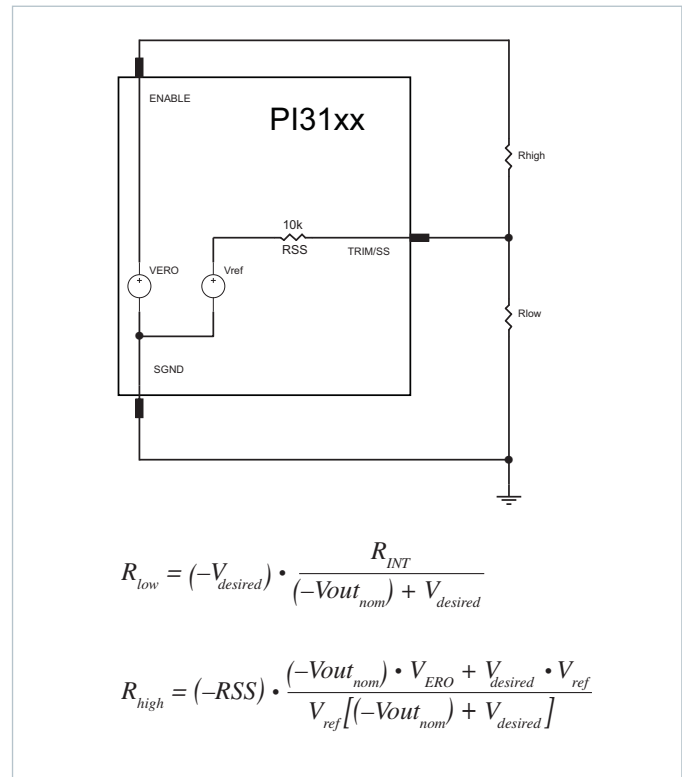 ENABLE
PI31xx
Rhigh
10k
RSS
TRIM/SS
VERO
+
Vref
+
Rlow
SGND
R_low = (–V_desired) • R_INT / ((–Vout_nom) + V_desired)
R_high = (–RSS) • ((–Vout_nom) • V_ERO + V_desired • V_ref) / (V_ref[(–Vout_nom) + V_desired])